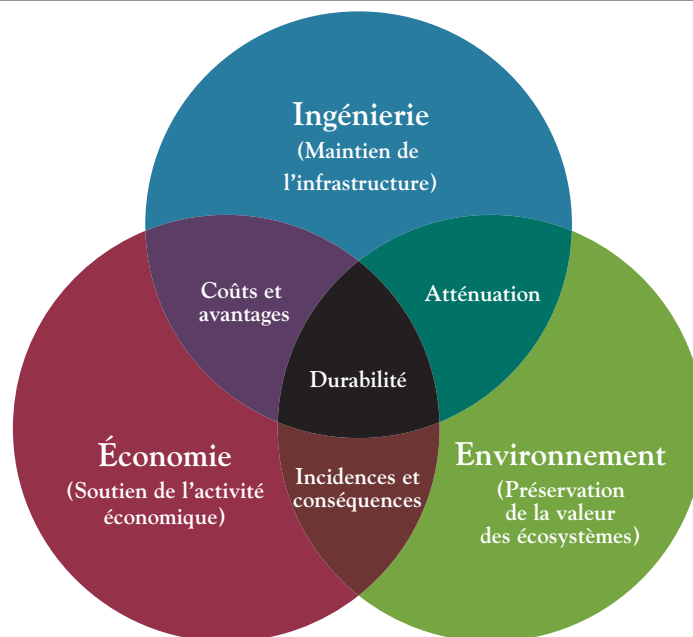 Ingénierie
(Maintien de
l'infrastructure)
Coûts et
avantages
Atténuation
Durabilité
Économie
(Soutien de l'activité
économique)
Incidences et
conséquences
Environnement
(Préservation
de la valeur
des écosystèmes)